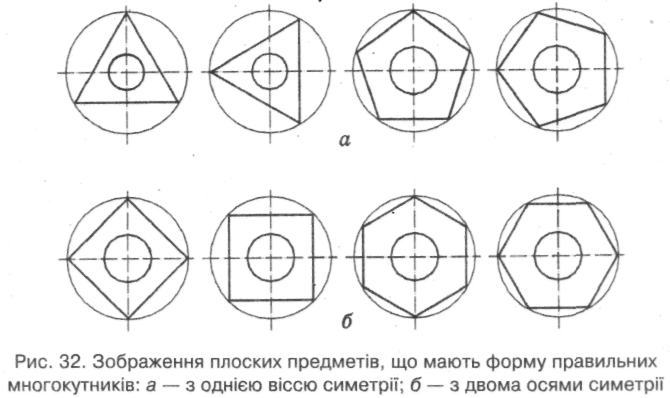 а
б
Рис. 32. Зображення плоских предметів, що мають форму правильних
многокутників: а — з однією віссю симетрії; б — з двома осями симетрії